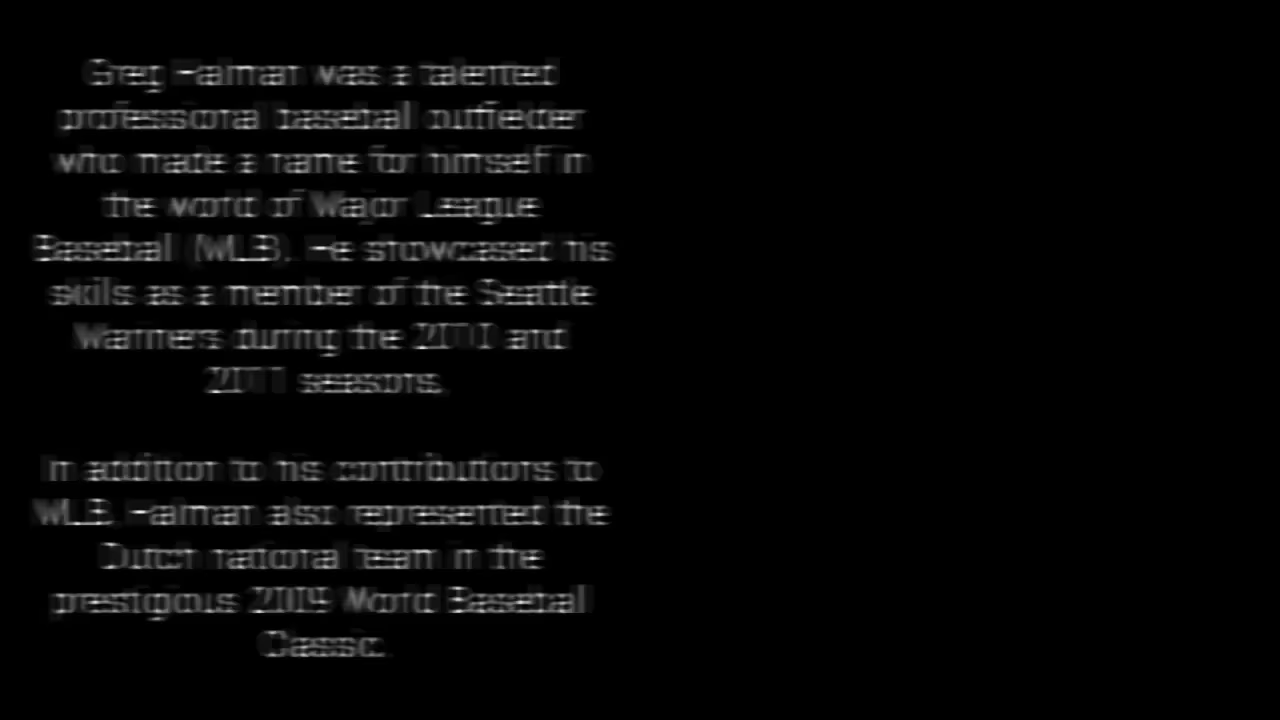 Greg Halman was a talented
professional baseball outfielder
who made a name for himself in
the world of Major League
Baseball (MLB). He showcased his
skills as a member of the Seattle
Mariners during the 2010 and
2011 seasons.
In addition to his contributions to
MLB, Halman also represented the
Dutch national team in the
prestigious 2009 World Baseball
Classic.